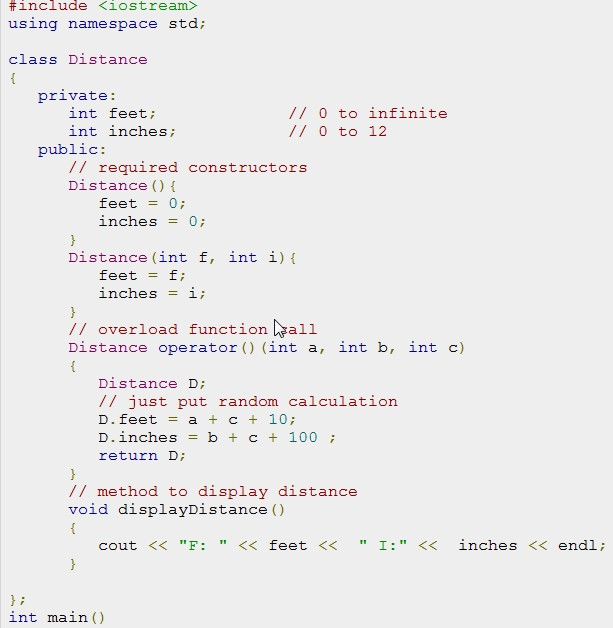 #include <iostream>
using namespace std;

class Distance
{
   private:
      int feet;             // 0 to infinite
      int inches;           // 0 to 12
   public:
      // required constructors
      Distance(){
         feet = 0;
         inches = 0;
      }
      Distance(int f, int i){
         feet = f;
         inches = i;
      }
      // overload function call
      Distance operator()(int a, int b, int c)
      {
         Distance D;
         // just put random calculation
         D.feet = a + c + 10;
         D.inches = b + c + 100 ;
         return D;
      }
      // method to display distance
      void displayDistance()
      {
         cout << "F: " << feet <<  " I:" <<  inches << endl;
      }

};
int main()